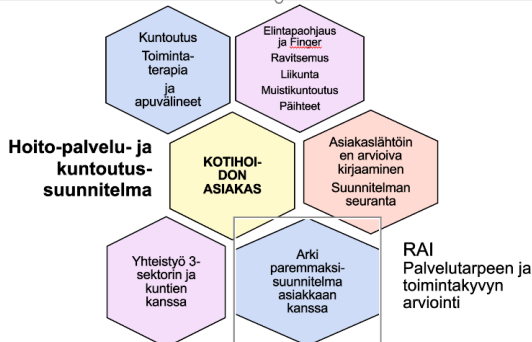 Kuntoutus
Toiminta-
terapia
ja
apuvälineet
Elintapaohjaus
ja Finger
Ravitsemus
Liikunta
Muistikuntoutus
Päihteet
Hoito-palvelu- ja
kuntoutus-
suunnitelma
KOTIHOI-
DON
ASIAKAS
Asiakaslähtöin
en arvioiva
kirjaaminen
Suunnitelman
seuranta
Yhteistyö 3-
sektorin ja
kuntien
kanssa
Arki
paremmaksi-
suunnitelma
asiakkaan
kanssa
RAI
Palvelutarpeen ja
toimintakyvyn
arviointi